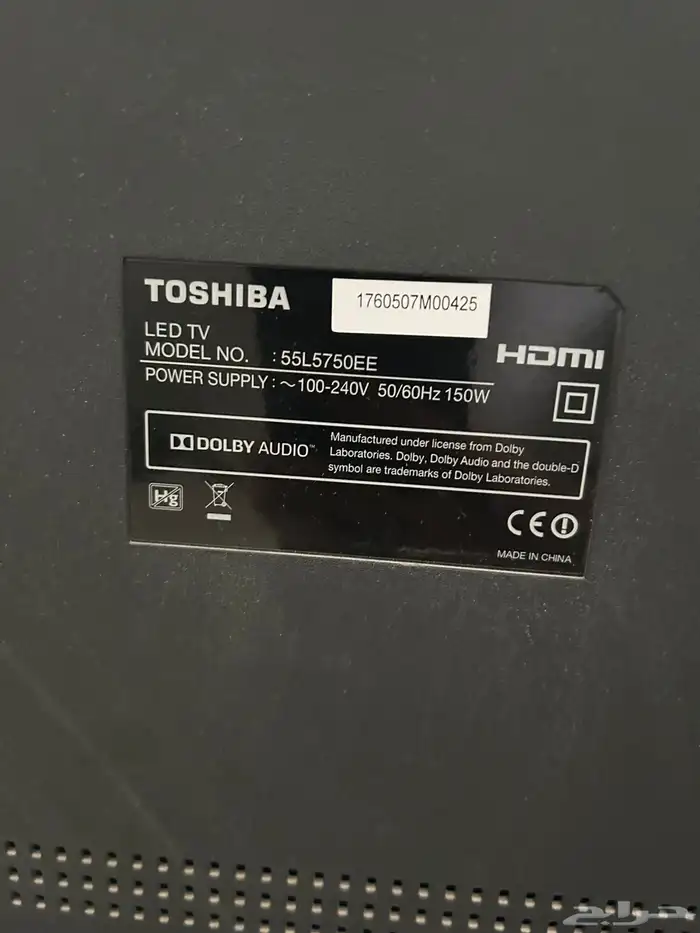 TOSHIBA
1760507M00425
LED TV
MODEL NO. : 55L5750EE
HDMI
POWER SUPPLY : ~100-240V 50/60Hz 150W
DOLBY AUDIO™
Manufactured under license from Dolby
Laboratories. Dolby, Dolby Audio and the double-D
symbol are trademarks of Dolby Laboratories.
Hg
CE
MADE IN CHINA
حراج